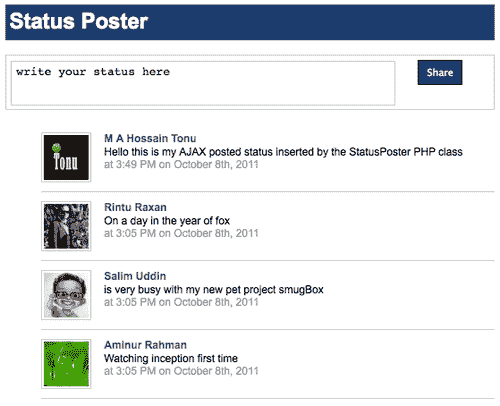 Status Poster
write your status here
Share
Tonu
M A Hossain Tonu
Hello this is my AJAX posted status inserted by the StatusPoster PHP class
at 3:49 PM on October 8th, 2011
Rintu Raxan
On a day in the year of fox
at 3:05 PM on October 8th, 2011
Salim Uddin
is very busy with my new pet project smugBox
at 3:05 PM on October 8th, 2011
Aminur Rahman
Watching inception first time
at 3:05 PM on October 8th, 2011